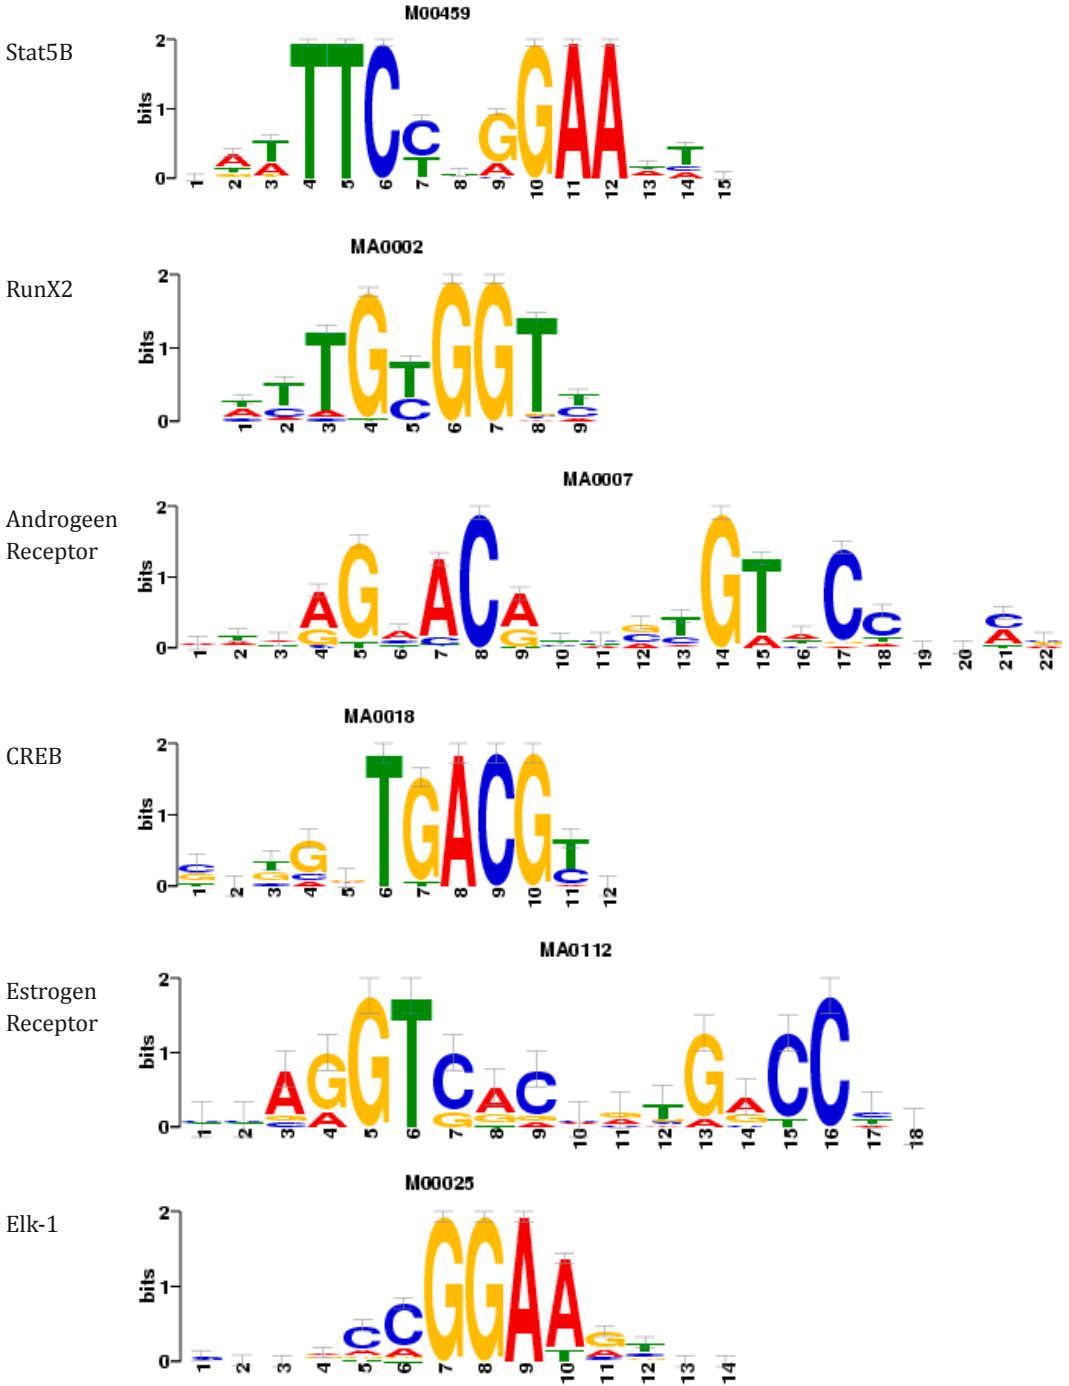 M00459
Stat5B
2
1
0
bits
1 2 3 4 5 6 7 8 9 10 11 12 13 14 15
MA0002
RunX2
2
1
0
bits
1 2 3 4 5 6 7 8 9
MA0007
Androgeen
Receptor
2
1
0
bits
1 2 3 4 5 6 7 8 9 10 11 12 13 14 15 16 17 18 19 20 21 22
MA0018
CREB
2
1
0
bits
1 2 3 4 5 6 7 8 9 10 11 12
MA0112
Estrogen
Receptor
2
1
0
bits
1 2 3 4 5 6 7 8 9 10 11 12 13 14 15 16 17 18
M00025
Elk-1
2
1
0
bits
1 2 3 4 5 6 7 8 9 10 11 12 13 14